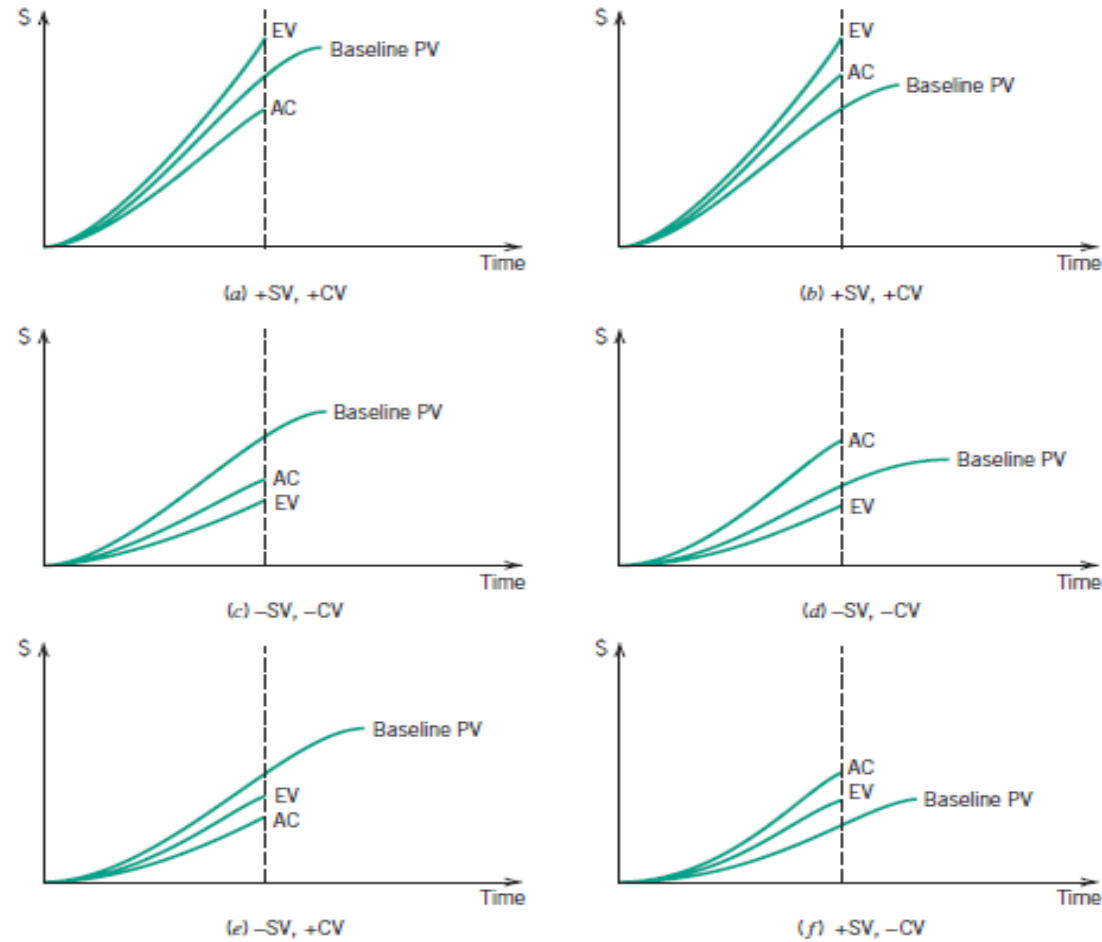 $
EV
Baseline PV
AC
Time
(a) +SV, +CV
$
EV
AC
Baseline PV
Time
(b) +SV, +CV
$
Baseline PV
AC
EV
Time
(c) –SV, –CV
$
AC
Baseline PV
EV
Time
(d) –SV, –CV
$
Baseline PV
EV
AC
Time
(e) –SV, +CV
$
AC
EV
Baseline PV
Time
(f) +SV, –CV